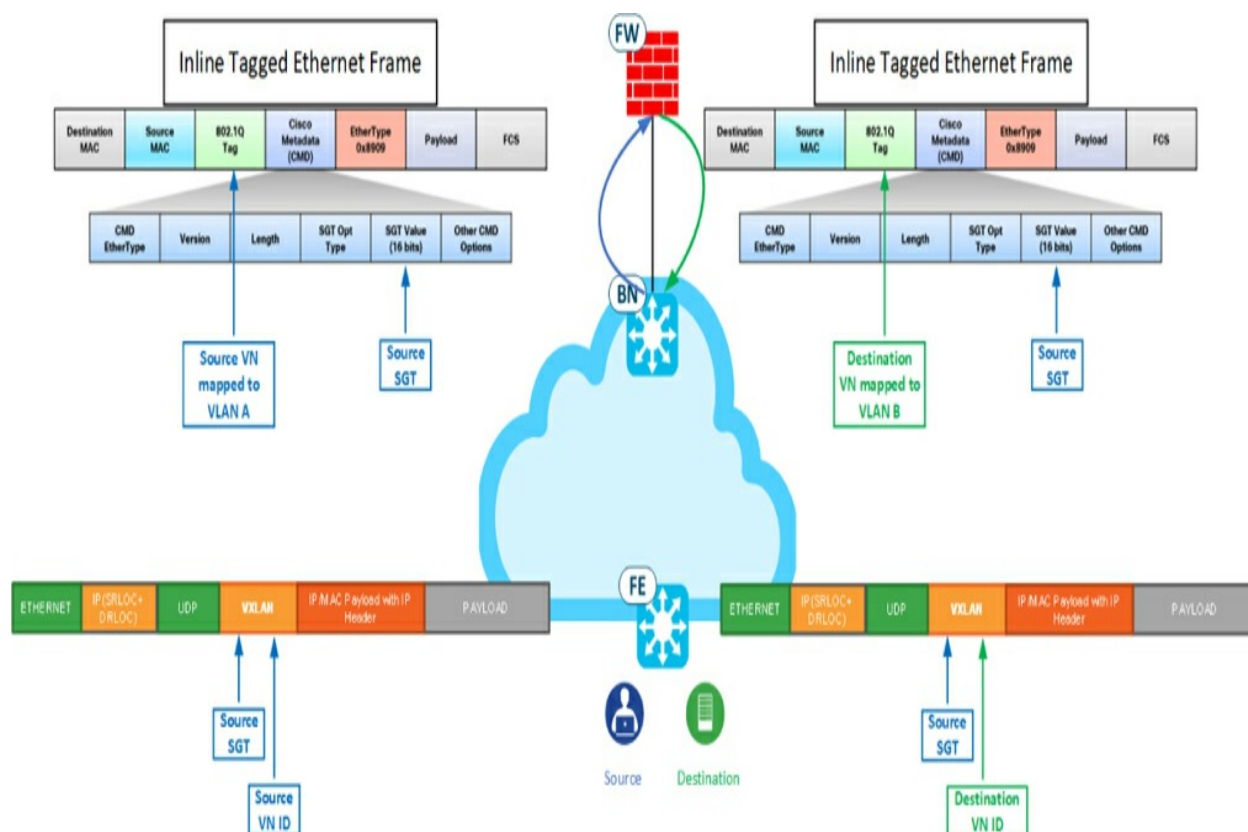 FW
Inline Tagged Ethernet Frame
Destination
MAC
Source
MAC
802.1Q
Tag
Cisco
Metadata
(CMD)
EtherType
0x8909
Payload
FCS
CMD
EtherType
Version
Length
SGT Opt
Type
SGT Value
(16 bits)
Other CMD
Options
Source VN
mapped to
VLAN A
Source
SGT
Inline Tagged Ethernet Frame
Destination
MAC
Source
MAC
802.1Q
Tag
Cisco
Metadata
(CMD)
EtherType
0x8909
Payload
FCS
CMD
EtherType
Version
Length
SGT Opt
Type
SGT Value
(16 bits)
Other CMD
Options
Destination
VN mapped to
VLAN B
Source
SGT
BN
ETHERNET
IP(SRLOC+
DRLOC)
UDP
VXLAN
IP/MAC Payload with IP
Header
PAYLOAD
Source
SGT
Source
VN ID
FE
Source
Destination
ETHERNET
IP(SRLOC+
DRLOC)
UDP
VXLAN
IP/MAC Payload with IP
Header
PAYLOAD
Source
SGT
Destination
VN ID